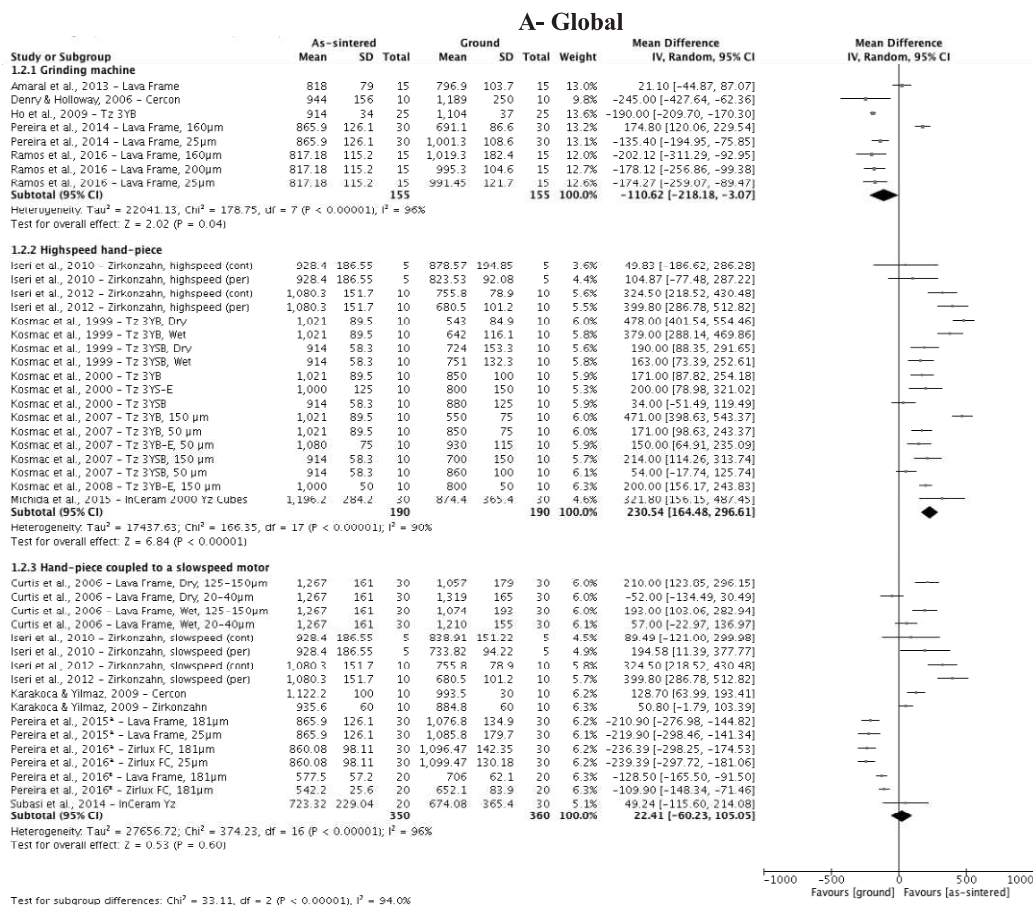 A- Global
As-sintered Ground Mean Difference Mean Difference
Study or Subgroup Mean SD Total Mean SD Total Weight IV, Random, 95% CI IV, Random, 95% CI
1.2.1 Grinding machine
Amaral et al., 2013 – Lava Frame 818 79 15 796.9 103.7 15 13.0% 21.10 [-44.87, 87.07]
Denry & Holloway, 2006 – Cercon 944 156 10 1,189 250 10 9.8% -245.00 [-427.64, -62.36]
Ho et al., 2009 – Tz 3YB 914 34 25 1,104 37 25 13.6% -190.00 [-209.70, -170.30]
Pereira et al., 2014 – Lava Frame, 160µm 865.9 126.1 30 691.1 86.6 30 13.2% 174.80 [120.06, 229.54]
Pereira et al., 2014 – Lava Frame, 25µm 865.9 126.1 30 1,001.3 108.6 30 13.1% -135.40 [-194.95, -75.85]
Ramos et al., 2016 – Lava Frame, 160µm 817.18 115.2 15 1,019.3 182.4 15 12.0% -202.12 [-311.29, -92.95]
Ramos et al., 2016 – Lava Frame, 200µm 817.18 115.2 15 995.3 104.6 15 12.7% -178.12 [-256.86, -99.38]
Ramos et al., 2016 – Lava Frame, 25µm 817.18 115.2 15 991.45 121.7 15 12.6% -174.27 [-259.07, -89.47]
Subtotal (95% CI) 155 155 100.0% -110.62 [-218.18, -3.07]
Heterogeneity: Tau² = 22041.13, Chi² = 178.75, df = 7 (P < 0.00001), I² = 96%
Test for overall effect: Z = 2.02 (P = 0.04)
1.2.2 Highspeed hand-piece
Iseri et al., 2010 – Zirkonzahn, highspeed (cont) 928.4 186.55 5 878.57 194.85 5 3.6% 49.83 [-186.62, 286.28]
Iseri et al., 2010 – Zirkonzahn, highspeed (per) 928.4 186.55 5 823.53 92.08 5 4.4% 104.87 [-77.48, 287.22]
Iseri et al., 2012 – Zirkonzahn, highspeed (cont) 1,080.3 151.7 10 755.8 78.9 10 5.6% 324.50 [218.52, 430.48]
Iseri et al., 2012 – Zirkonzahn, highspeed (per) 1,080.3 151.7 10 680.5 101.2 10 5.5% 399.80 [286.78, 512.82]
Kosmac et al., 1999 – Tz 3YB, Dry 1,021 89.5 10 543 84.9 10 6.0% 478.00 [401.54, 554.46]
Kosmac et al., 1999 – Tz 3YB, Wet 1,021 89.5 10 642 116.1 10 5.8% 379.00 [288.14, 469.86]
Kosmac et al., 1999 – Tz 3YSB, Dry 914 58.3 10 724 153.3 10 5.6% 190.00 [88.35, 291.65]
Kosmac et al., 1999 – Tz 3YSB, Wet 914 58.3 10 751 132.3 10 5.8% 163.00 [73.39, 252.61]
Kosmac et al., 2000 – Tz 3YB 1,021 89.5 10 850 100 10 5.9% 171.00 [87.82, 254.18]
Kosmac et al., 2000 – Tz 3YS-E 1,000 125 10 800 150 10 5.3% 200.00 [78.98, 321.02]
Kosmac et al., 2000 – Tz 3YSB 914 58.3 10 880 125 10 5.9% 34.00 [-51.49, 119.49]
Kosmac et al., 2007 – Tz 3YB, 150 µm 1,021 89.5 10 550 75 10 6.1% 471.00 [398.63, 543.37]
Kosmac et al., 2007 – Tz 3YB, 50 µm 1,021 89.5 10 850 75 10 6.1% 171.00 [98.63, 243.37]
Kosmac et al., 2007 – Tz 3YB-E, 50 µm 1,080 75 10 930 115 10 5.9% 150.00 [64.91, 235.09]
Kosmac et al., 2007 – Tz 3YSB, 150 µm 914 58.3 10 700 150 10 5.7% 214.00 [114.26, 313.74]
Kosmac et al., 2007 – Tz 3YSB, 50 µm 914 58.3 10 860 100 10 6.1% 54.00 [-17.74, 125.74]
Kosmac et al., 2008 – Tz 3YB-E, 150 µm 1,000 50 10 800 50 10 6.3% 200.00 [156.17, 243.83]
Michida et al., 2015 – InCeram 2000 Yz Cubes 1,196.2 284.2 30 874.4 365.4 30 4.6% 321.80 [156.15, 487.45]
Subtotal (95% CI) 190 190 100.0% 230.54 [164.48, 296.61]
Heterogeneity: Tau² = 17437.63; Chi² = 166.35, df = 17 (P < 0.00001); I² = 90%
Test for overall effect: Z = 6.84 (P < 0.00001)
1.2.3 Hand-piece coupled to a slowspeed motor
Curtis et al., 2006 – Lava Frame, Dry, 125-150µm 1,267 161 30 1,057 179 30 6.0% 210.00 [123.85, 296.15]
Curtis et al., 2006 – Lava Frame, Dry, 20-40µm 1,267 161 30 1,319 165 30 6.0% -52.00 [-134.49, 30.49]
Curtis et al., 2006 – Lava Frame, Wet, 125-150µm 1,267 161 30 1,074 193 30 6.0% 193.00 [103.06, 282.94]
Curtis et al., 2006 – Lava Frame, Wet, 20-40µm 1,267 161 30 1,210 155 30 6.1% 57.00 [-22.97, 136.97]
Iseri et al., 2010 – Zirkonzahn, slowspeed (cont) 928.4 186.55 5 838.91 151.22 5 4.5% 89.49 [-121.00, 299.98]
Iseri et al., 2010 – Zirkonzahn, slowspeed (per) 928.4 186.55 5 733.82 94.22 5 4.9% 194.58 [11.39, 377.77]
Iseri et al., 2012 – Zirkonzahn, slowspeed (cont) 1,080.3 151.7 10 755.8 78.9 10 5.8% 324.50 [218.52, 430.48]
Iseri et al., 2012 – Zirkonzahn, slowspeed (per) 1,080.3 151.7 10 680.5 101.2 10 5.7% 399.80 [286.78, 512.82]
Karakoca & Yilmaz, 2009 – Cercon 1,122.2 100 10 993.5 30 10 6.2% 128.70 [63.99, 193.41]
Karakoca & Yilmaz, 2009 – Zirkonzahn 935.6 60 10 884.8 60 10 6.3% 50.80 [-1.79, 103.39]
Pereira et al., 2015ᴬ – Lava Frame, 181µm 865.9 126.1 30 1,076.8 134.9 30 6.1% -210.90 [-276.98, -144.82]
Pereira et al., 2015ᴬ – Lava Frame, 25µm 865.9 126.1 30 1,085.8 179.7 30 6.1% -219.90 [-298.46, -141.34]
Pereira et al., 2016ᴬ – Zirlux FC, 181µm 860.08 98.11 30 1,096.47 142.35 30 6.2% -236.39 [-298.25, -174.53]
Pereira et al., 2016ᴬ – Zirlux FC, 25µm 860.08 98.11 30 1,099.47 130.18 30 6.2% -239.39 [-297.72, -181.06]
Pereira et al., 2016ᴮ – Lava Frame, 181µm 577.5 57.2 20 706 62.1 20 6.3% -128.50 [-165.50, -91.50]
Pereira et al., 2016ᴮ – Zirlux FC, 181µm 542.2 25.6 20 652.1 83.9 20 6.3% -109.90 [-148.34, -71.46]
Subasi et al., 2014 – InCeram Yz 723.32 229.04 20 674.08 365.4 30 5.2% 49.24 [-115.60, 214.08]
Subtotal (95% CI) 350 360 100.0% 22.41 [-60.23, 105.05]
Heterogeneity: Tau² = 27656.72; Chi² = 374.23, df = 16 (P < 0.00001); I² = 96%
Test for overall effect: Z = 0.53 (P = 0.60)
-1000 -500 0 500 1000
Favours [ground] Favours [as-sintered]
Test for subgroup differences: Chi² = 33.11, df = 2 (P < 0.00001), I² = 94.0%